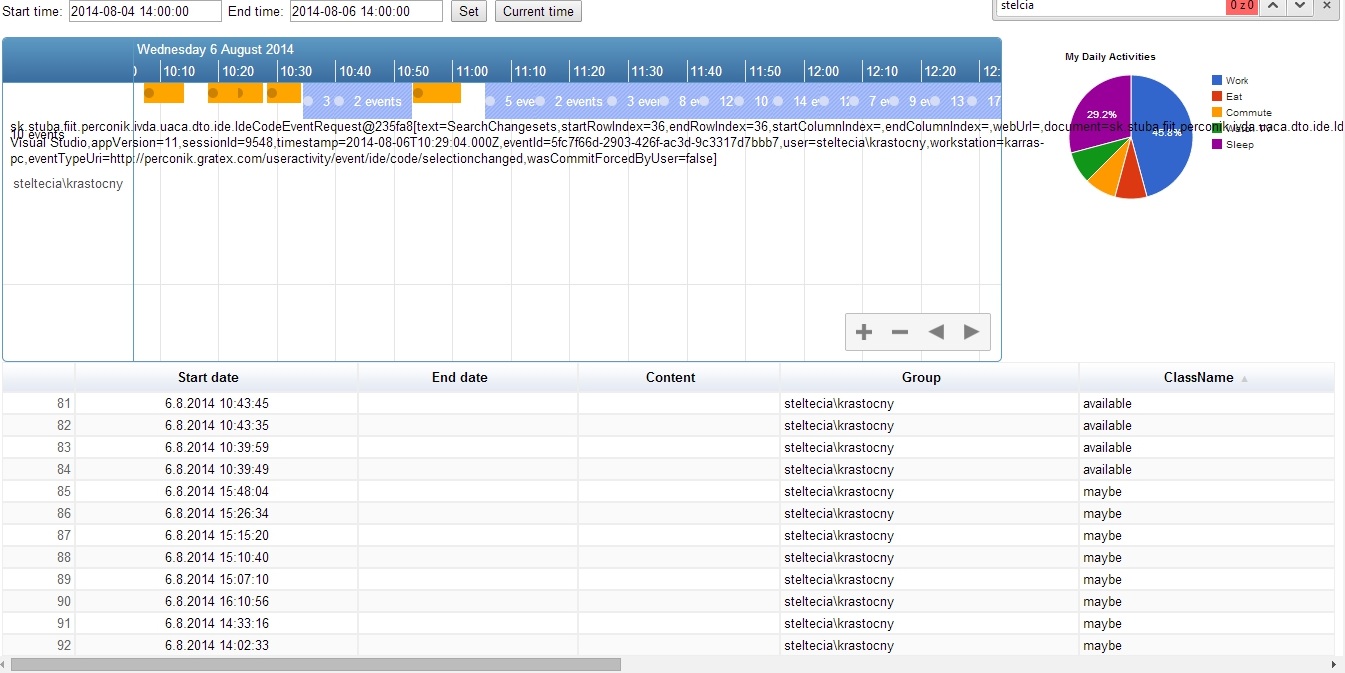 Start time: 2014-08-04 14:00:00 End time: 2014-08-06 14:00:00 Set Current time
stelcia 0 z 0
Wednesday 6 August 2014
10:10 10:20 10:30 10:40 10:50 11:00 11:10 11:20 11:30 11:40 11:50 12:00 12:10 12:20 12:
3 2 events 5 eve 2 events 3 even 8 e 12 10 14 e 12 7 e 9 ev 13 17
sk.stuba.fiit.perconik.ivda.uaca.dto.ide.IdeCodeEventRequest@235fa8[text=SearchChangesets,startRowIndex=36,endRowIndex=36,startColumnIndex=,endColumnIndex=,webUrl=,document=sk.stuba.fiit.perconik.ivda.uaca.dto.ide.Id
10 events
Visual Studio,appVersion=11,sessionId=9548,timestamp=2014-08-06T10:29:04.000Z,eventId=5fc7f66d-2903-426f-ac3d-9c3317d7bbb7,user=steltecia\krastocny,workstation=karras-
pc,eventTypeUri=http://perconik.gratex.com/useractivity/event/ide/code/selectionchanged,wasCommitForcedByUser=false]
steltecia\krastocny
My Daily Activities
29.2%
45.8%
Work
Eat
Commute
Sleep
Start date End date Content Group ClassName
81 6.8.2014 10:43:45 steltecia\krastocny available
82 6.8.2014 10:43:35 steltecia\krastocny available
83 6.8.2014 10:39:59 steltecia\krastocny available
84 6.8.2014 10:39:49 steltecia\krastocny available
85 6.8.2014 15:48:04 steltecia\krastocny maybe
86 6.8.2014 15:26:34 steltecia\krastocny maybe
87 6.8.2014 15:15:20 steltecia\krastocny maybe
88 6.8.2014 15:10:40 steltecia\krastocny maybe
89 6.8.2014 15:07:10 steltecia\krastocny maybe
90 6.8.2014 16:10:56 steltecia\krastocny maybe
91 6.8.2014 14:33:16 steltecia\krastocny maybe
92 6.8.2014 14:02:33 steltecia\krastocny maybe